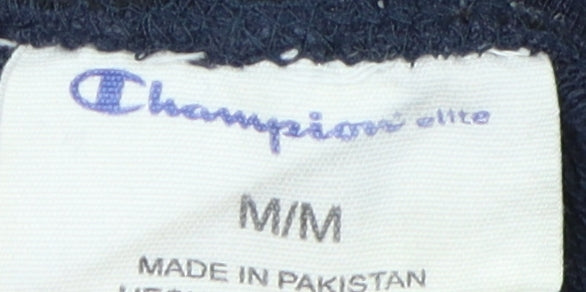 Champion elite
M/M
MADE IN PAKISTAN